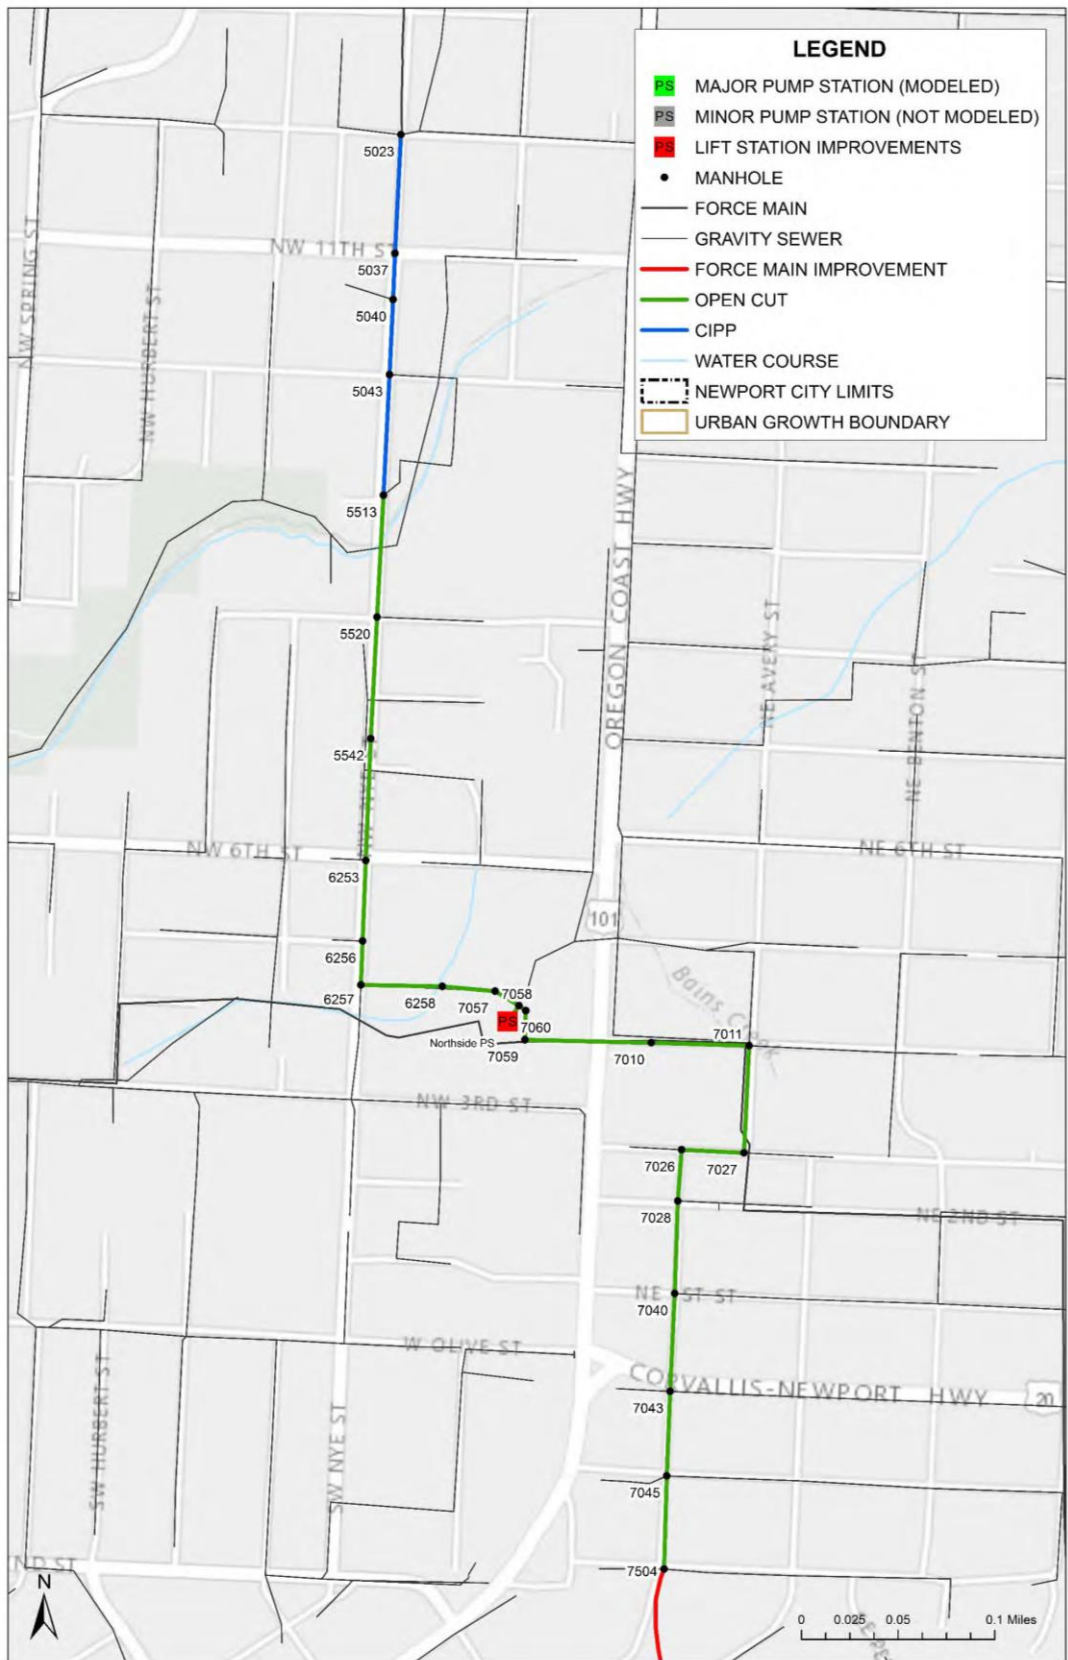 LEGEND
PS MAJOR PUMP STATION (MODELED)
PS MINOR PUMP STATION (NOT MODELED)
PS LIFT STATION IMPROVEMENTS
MANHOLE
FORCE MAIN
GRAVITY SEWER
FORCE MAIN IMPROVEMENT
OPEN CUT
CIPP
WATER COURSE
NEWPORT CITY LIMITS
URBAN GROWTH BOUNDARY
5023
NW 11TH ST
5037
NW SPRING ST
5040
NW HURBERT ST
5043
5513
OREGON COAST HWY
5520
NE AVERY ST
NE BENTON ST
5542
NW 6TH ST
NE 6TH ST
6253
101
6256
Bains Creek
6257
6258
7057
7058
PS
7060
7011
Northside PS
7059
7010
NW 3RD ST
7026
7027
7028
NE 2ND ST
NE ST ST
7040
W OLIVE ST
CORVALLIS-NEWPORT HWY
20
7043
SW HURBERT ST
SW NYE ST
7045
ND ST
7504
N
0 0.025 0.05 0.1 Miles